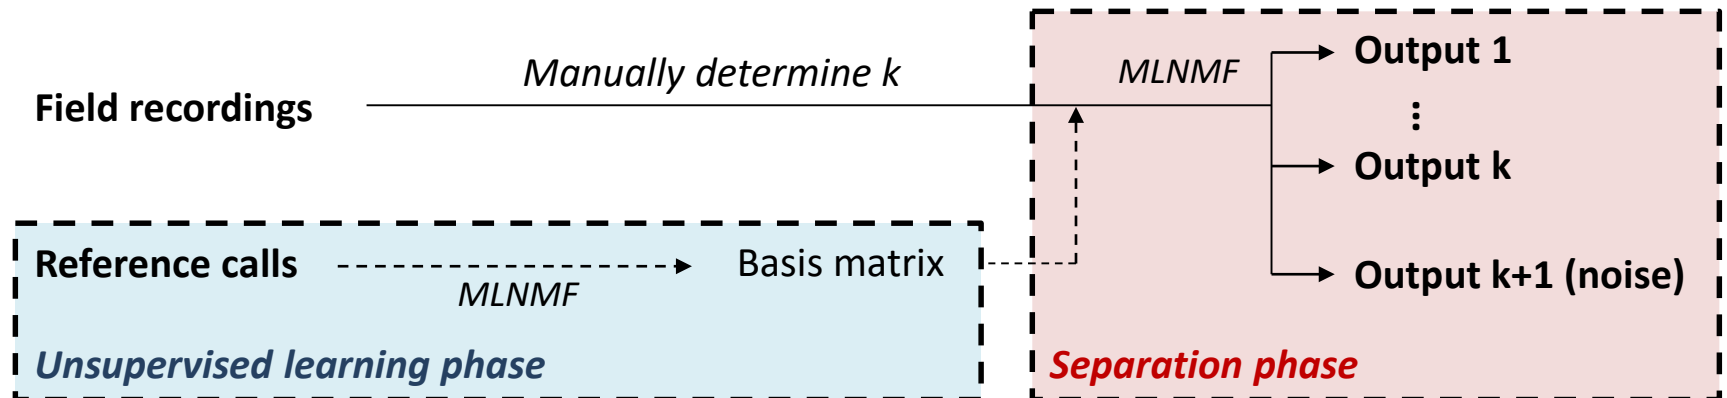 Field recordings
Manually determine k
MLNMF
Output 1
⋮
Output k
Output k+1 (noise)
Reference calls
MLNMF
Basis matrix
Unsupervised learning phase
Separation phase